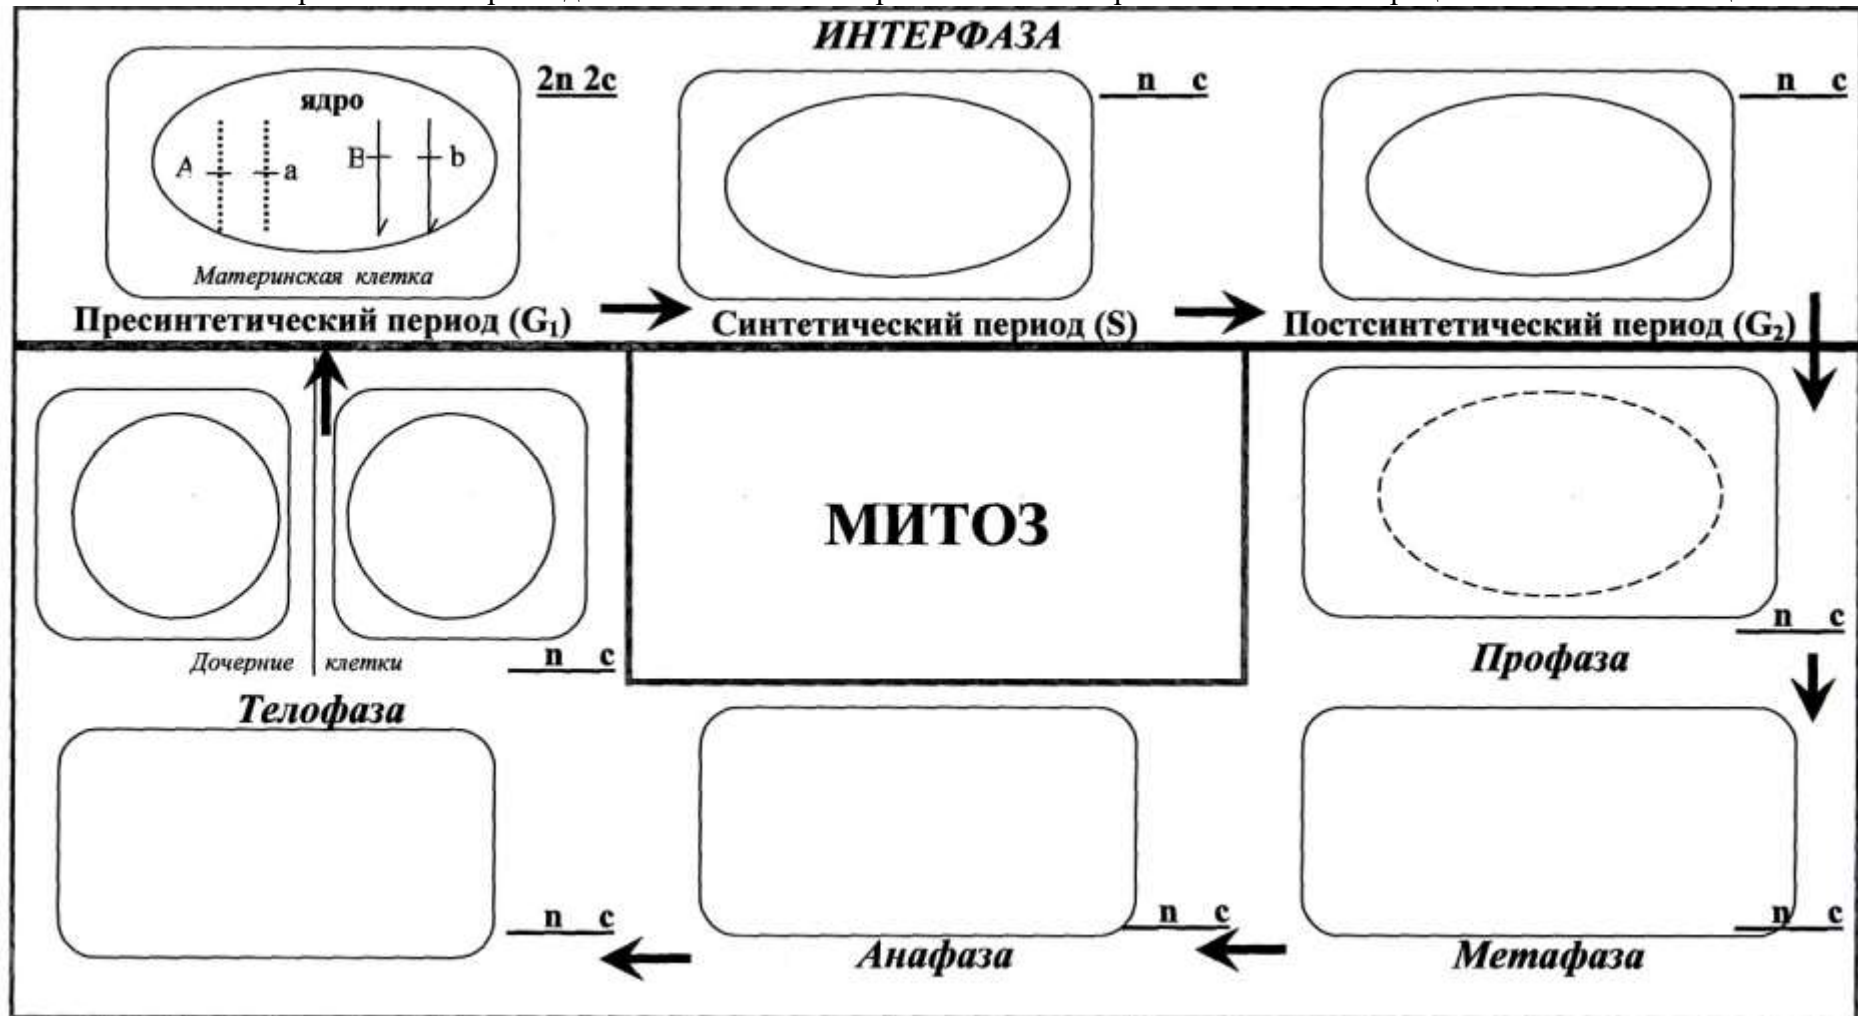 ИНТЕРФАЗА
2n 2c
n c
n c
ядро
A a B b
Материнская клетка
Пресинтетический период (G₁)
Синтетический период (S)
Постсинтетический период (G₂)
МИТОЗ
n c
Профаза
Дочерние клетки
n c
Телофаза
n c
Анафаза
n c
Метафаза
n c